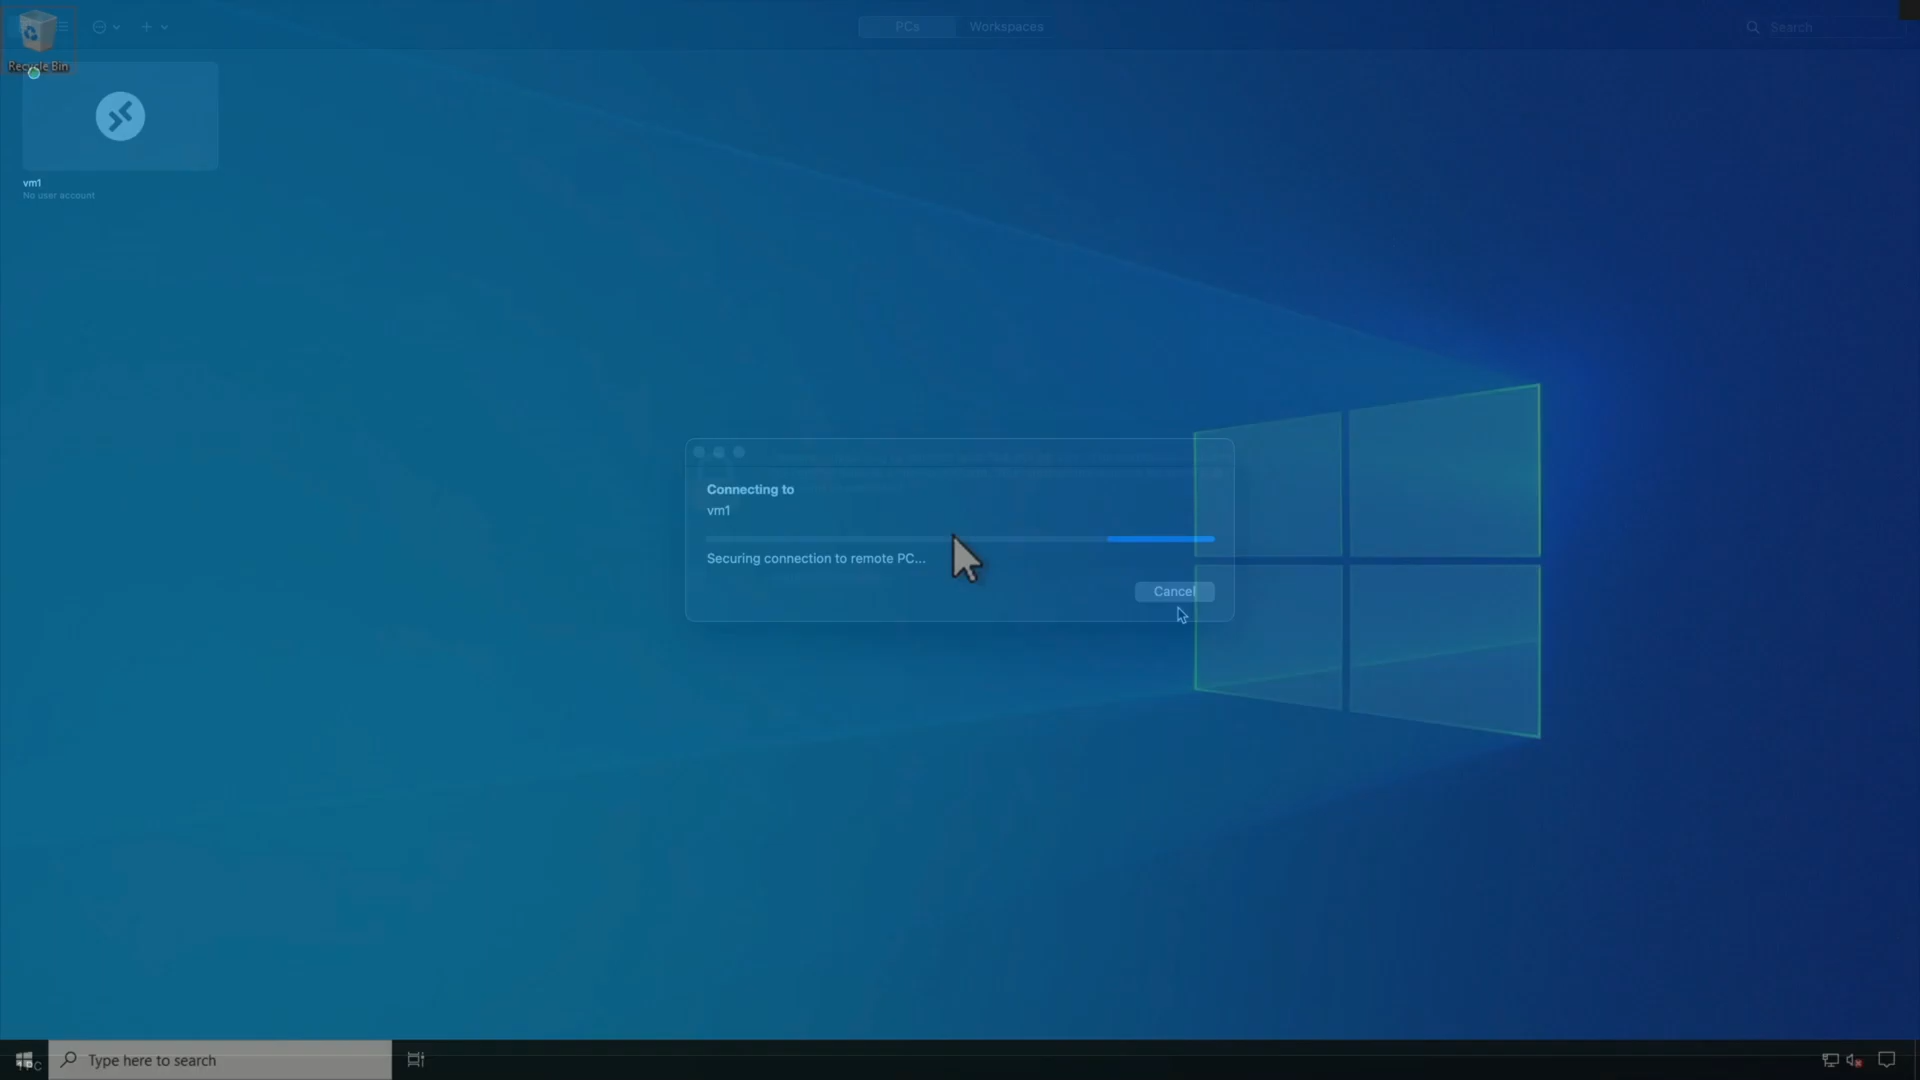 PCs
Workspaces
Search
Recycle Bin
vm1
No user account
Connecting to
vm1
Securing connection to remote PC...
Cancel
Type here to search